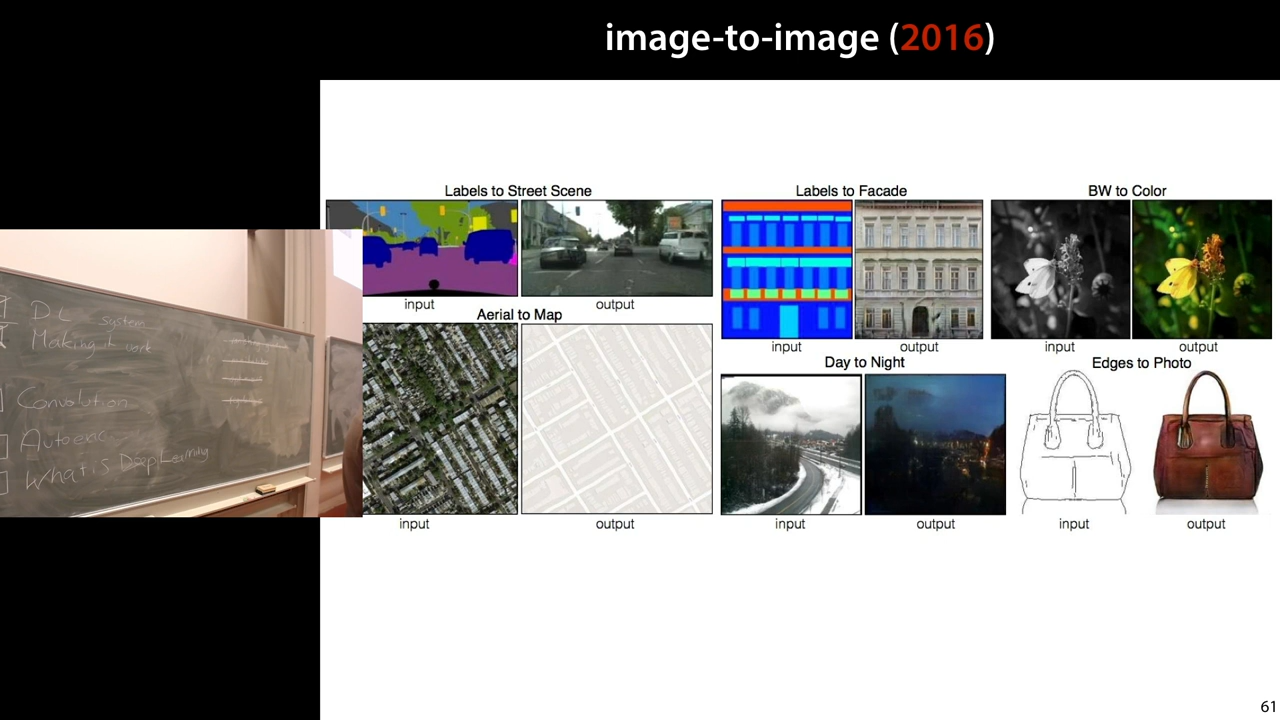 image-to-image (2016)
Labels to Street Scene
input
output
Aerial to Map
input
output
Labels to Facade
input
output
BW to Color
input
output
Day to Night
input
output
Edges to Photo
input
output
DL system
Making it work
Convolution
What is Deep Learning
61